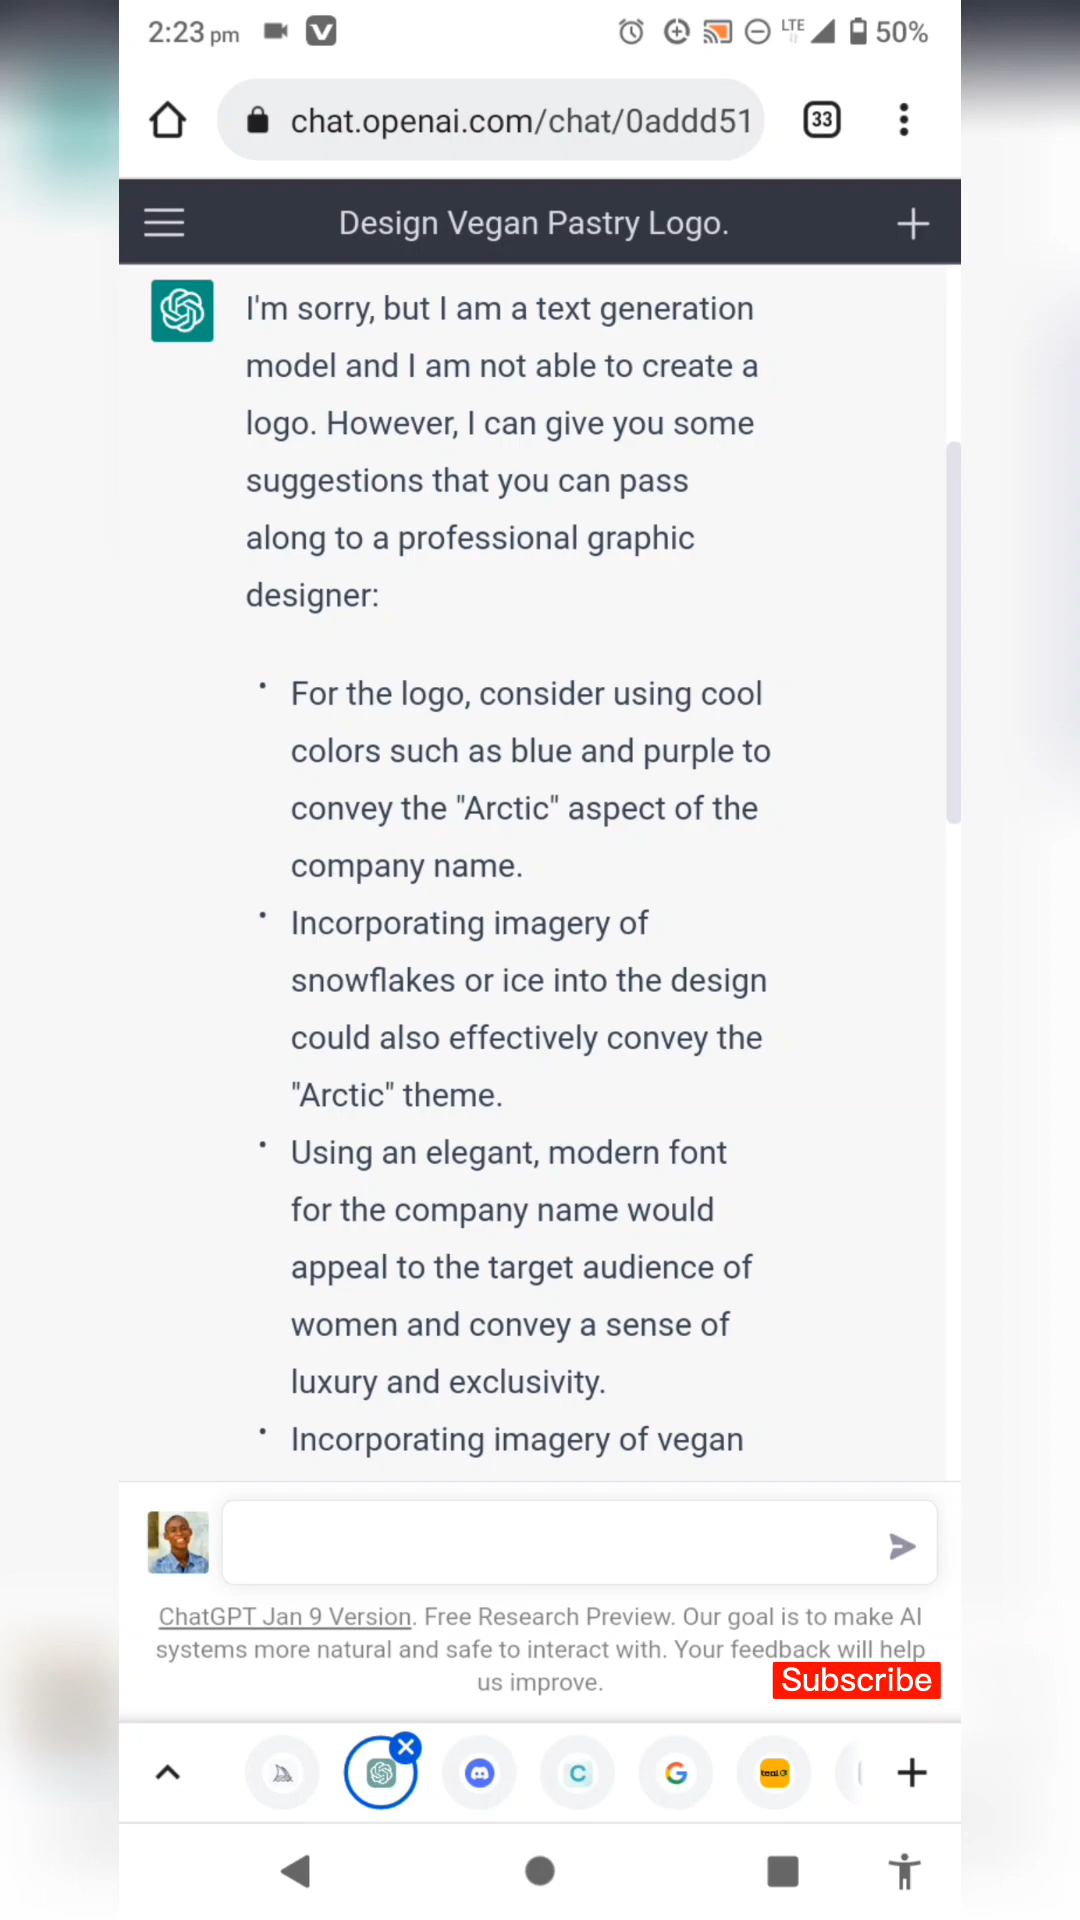 2:23 pm
LTE
50%
chat.openai.com/chat/0addd51
33
Design Vegan Pastry Logo.
I'm sorry, but I am a text generation
model and I am not able to create a
logo. However, I can give you some
suggestions that you can pass
along to a professional graphic
designer:
For the logo, consider using cool
colors such as blue and purple to
convey the "Arctic" aspect of the
company name.
Incorporating imagery of
snowflakes or ice into the design
could also effectively convey the
"Arctic" theme.
Using an elegant, modern font
for the company name would
appeal to the target audience of
women and convey a sense of
luxury and exclusivity.
Incorporating imagery of vegan
ChatGPT Jan 9 Version. Free Research Preview. Our goal is to make AI
systems more natural and safe to interact with. Your feedback will help
us improve.
Subscribe